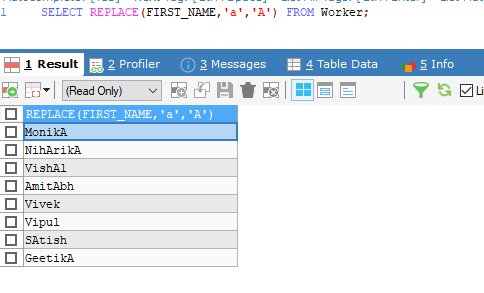 1 SELECT REPLACE(FIRST_NAME,'a','A') FROM Worker;
1 Result 2 Profiler 3 Messages 4 Table Data 5 Info
(Read Only) Li
REPLACE(FIRST_NAME,'a','A')
MonikA
NihArikA
VishAl
AmitAbh
Vivek
Vipul
SAtish
GeetikA